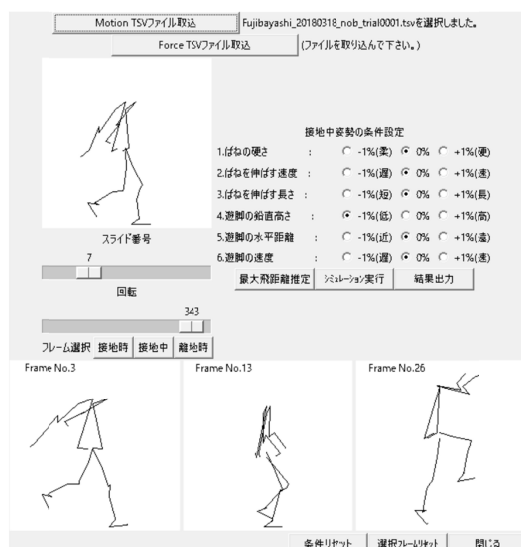 Motion TSVファイル取込 Fujibayashi_20180318_nob_trial0001.tsvを選択しました。
Force TSVファイル取込 (ファイルを取り込んで下さい。)
接地中姿勢の条件設定
1.ばねの硬さ : -1%(柔) 0% +1%(硬)
2.ばねを伸ばす速度 : -1%(遅) 0% +1%(速)
3.ばねを伸ばす長さ : -1%(短) 0% +1%(長)
4.遊脚の鉛直高さ : -1%(低) 0% +1%(高)
5.遊脚の水平距離 : -1%(近) 0% +1%(遠)
6.遊脚の速度 : -1%(遅) 0% +1%(速)
最大飛距離推定 シミュレーション実行 結果出力
スライド番号
7
回転
343
フレーム選択 接地時 接地中 離地時
Frame No.3 Frame No.13 Frame No.26
条件リセット 選択フレームリセット 閉じる